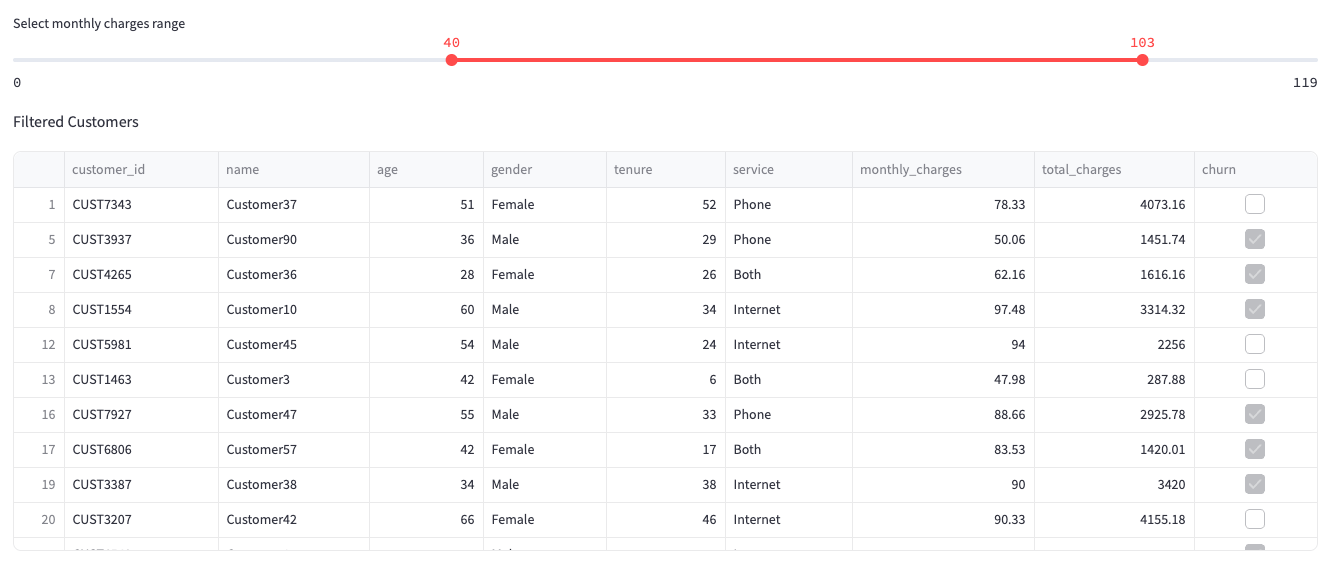 Select monthly charges range
40 103
0 119
Filtered Customers
customer_id name age gender tenure service monthly_charges total_charges churn
1 CUST7343 Customer37 51 Female 52 Phone 78.33 4073.16
5 CUST3937 Customer90 36 Male 29 Phone 50.06 1451.74
7 CUST4265 Customer36 28 Female 26 Both 62.16 1616.16
8 CUST1554 Customer10 60 Male 34 Internet 97.48 3314.32
12 CUST5981 Customer45 54 Male 24 Internet 94 2256
13 CUST1463 Customer3 42 Female 6 Both 47.98 287.88
16 CUST7927 Customer47 55 Male 33 Phone 88.66 2925.78
17 CUST6806 Customer57 42 Female 17 Both 83.53 1420.01
19 CUST3387 Customer38 34 Male 38 Internet 90 3420
20 CUST3207 Customer42 66 Female 46 Internet 90.33 4155.18